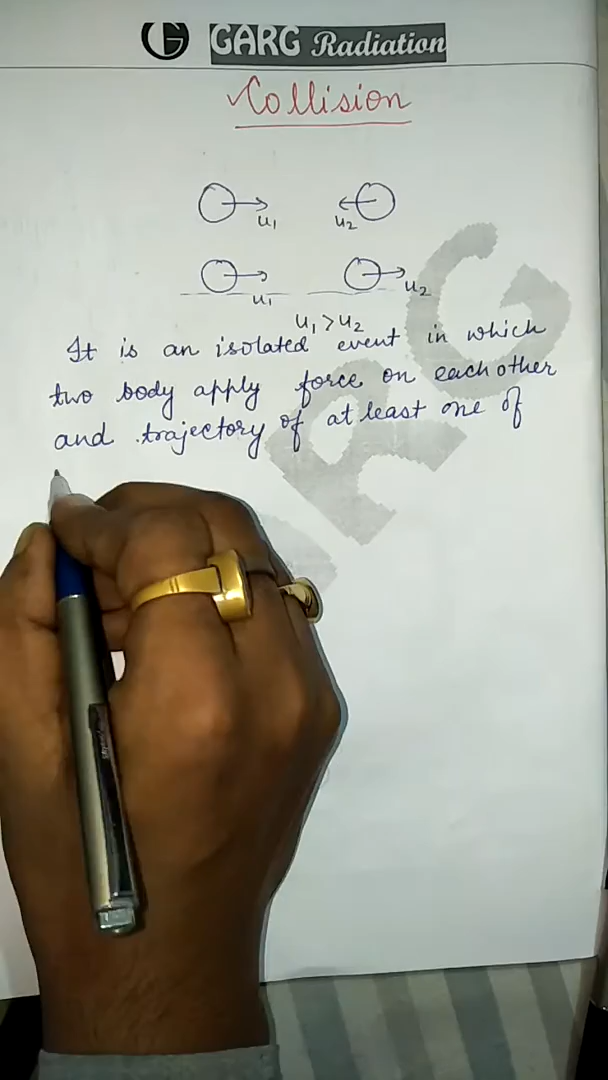 G GARG Radiation
Collision
u₁ u₂
u₁ u₂
u₁ > u₂
It is an isolated event in which
two body apply force on each other
and trajectory of at least one of